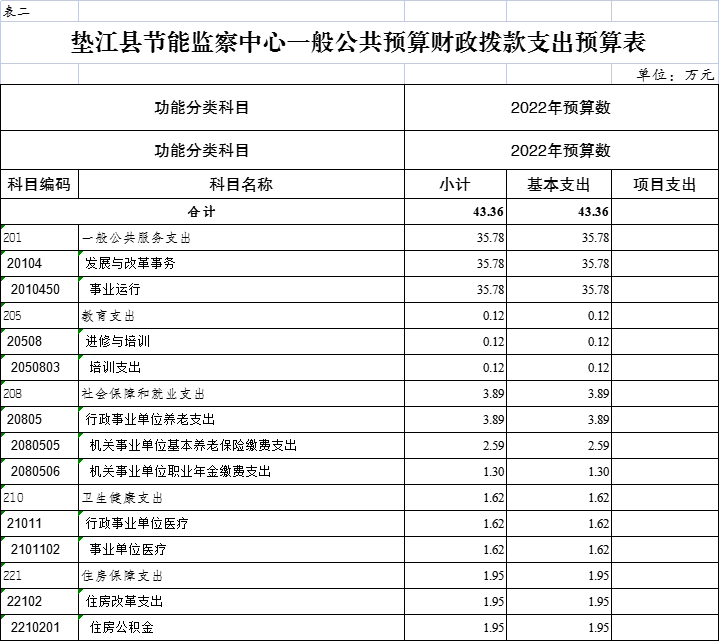 表二
垫江县节能监察中心一般公共预算财政拨款支出预算表
单位：万元
功能分类科目 2022年预算数
功能分类科目 2022年预算数
科目编码 科目名称 小计 基本支出 项目支出
合计 43.36 43.36
201 一般公共服务支出 35.78 35.78
20104 发展与改革事务 35.78 35.78
2010450 事业运行 35.78 35.78
205 教育支出 0.12 0.12
20508 进修与培训 0.12 0.12
2050803 培训支出 0.12 0.12
208 社会保障和就业支出 3.89 3.89
20805 行政事业单位养老支出 3.89 3.89
2080505 机关事业单位基本养老保险缴费支出 2.59 2.59
2080506 机关事业单位职业年金缴费支出 1.30 1.30
210 卫生健康支出 1.62 1.62
21011 行政事业单位医疗 1.62 1.62
2101102 事业单位医疗 1.62 1.62
221 住房保障支出 1.95 1.95
22102 住房改革支出 1.95 1.95
2210201 住房公积金 1.95 1.95